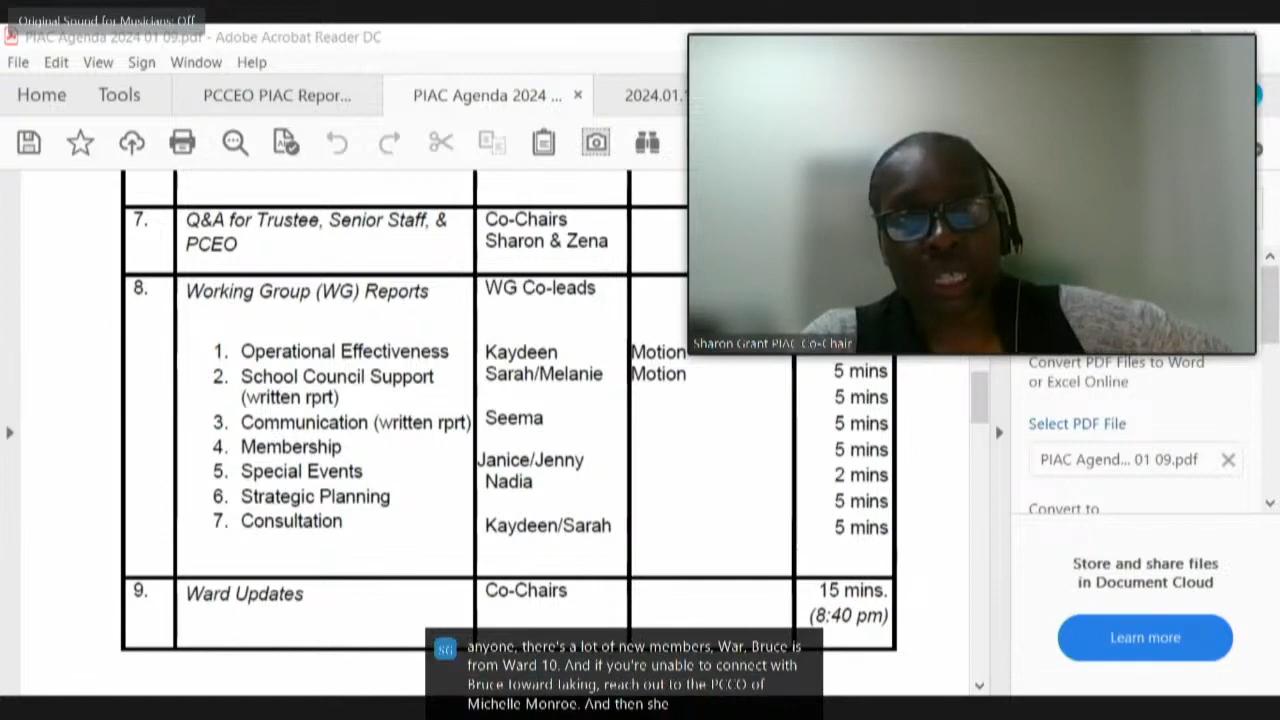 Original Sound for Musicians: Off
PIAC Agenda 2024 01 09.pdf - Adobe Acrobat Reader DC
File Edit View Sign Window Help
Home Tools PCCEO PIAC Repor... PIAC Agenda 2024 ... × 2024.01.
7. Q&A for Trustee, Senior Staff, & PCEO
Co-Chairs
Sharon & Zena
8. Working Group (WG) Reports WG Co-leads
1. Operational Effectiveness Kaydeen Motion
2. School Council Support Sarah/Melanie Motion 5 mins
(written rprt) 5 mins
3. Communication (written rprt) Seema 5 mins
4. Membership 5 mins
5. Special Events Janice/Jenny 2 mins
Nadia
6. Strategic Planning 5 mins
7. Consultation Kaydeen/Sarah 5 mins
9. Ward Updates Co-Chairs 15 mins.
(8:40 pm)
Sharon Grant PIAC Co-Chair
Convert PDF Files to Word
or Excel Online
Select PDF File
PIAC Agend... 01 09.pdf
Convert to
Store and share files
in Document Cloud
Learn more
SG
anyone, there's a lot of new members, War, Bruce is
from Ward 10. And if you're unable to connect with
Bruce toward taking, reach out to the PCCO of
Michelle Monroe. And then she